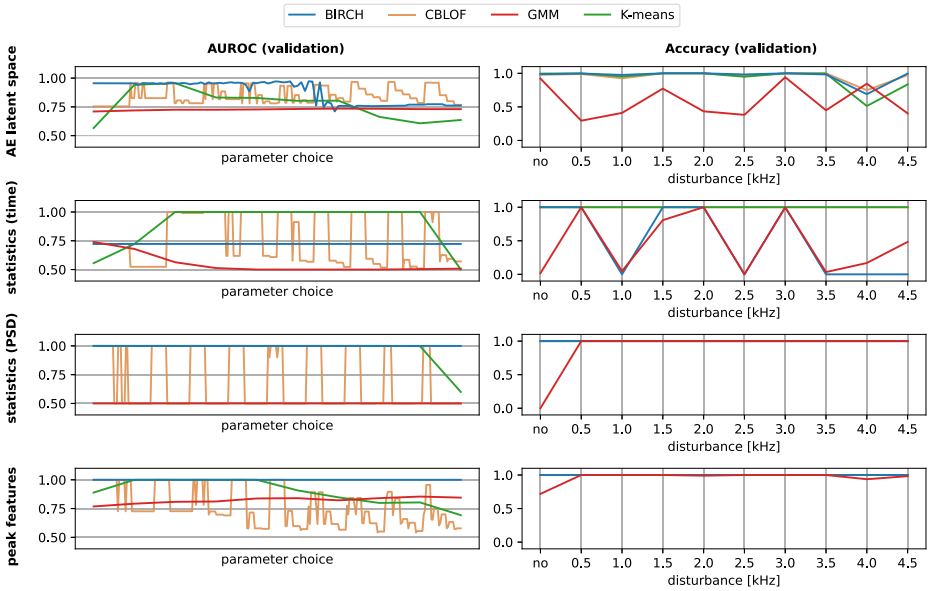 BIRCH CBLOF GMM K-means
AUROC (validation) Accuracy (validation)
AE latent space
1.00
0.75
0.50
parameter choice
1.0
0.5
0.0
no 0.5 1.0 1.5 2.0 2.5 3.0 3.5 4.0 4.5
disturbance [kHz]
statistics (time)
1.00
0.75
0.50
parameter choice
1.0
0.5
0.0
no 0.5 1.0 1.5 2.0 2.5 3.0 3.5 4.0 4.5
disturbance [kHz]
statistics (PSD)
1.00
0.75
0.50
parameter choice
1.0
0.5
0.0
no 0.5 1.0 1.5 2.0 2.5 3.0 3.5 4.0 4.5
disturbance [kHz]
peak features
1.00
0.75
0.50
parameter choice
1.0
0.5
0.0
no 0.5 1.0 1.5 2.0 2.5 3.0 3.5 4.0 4.5
disturbance [kHz]